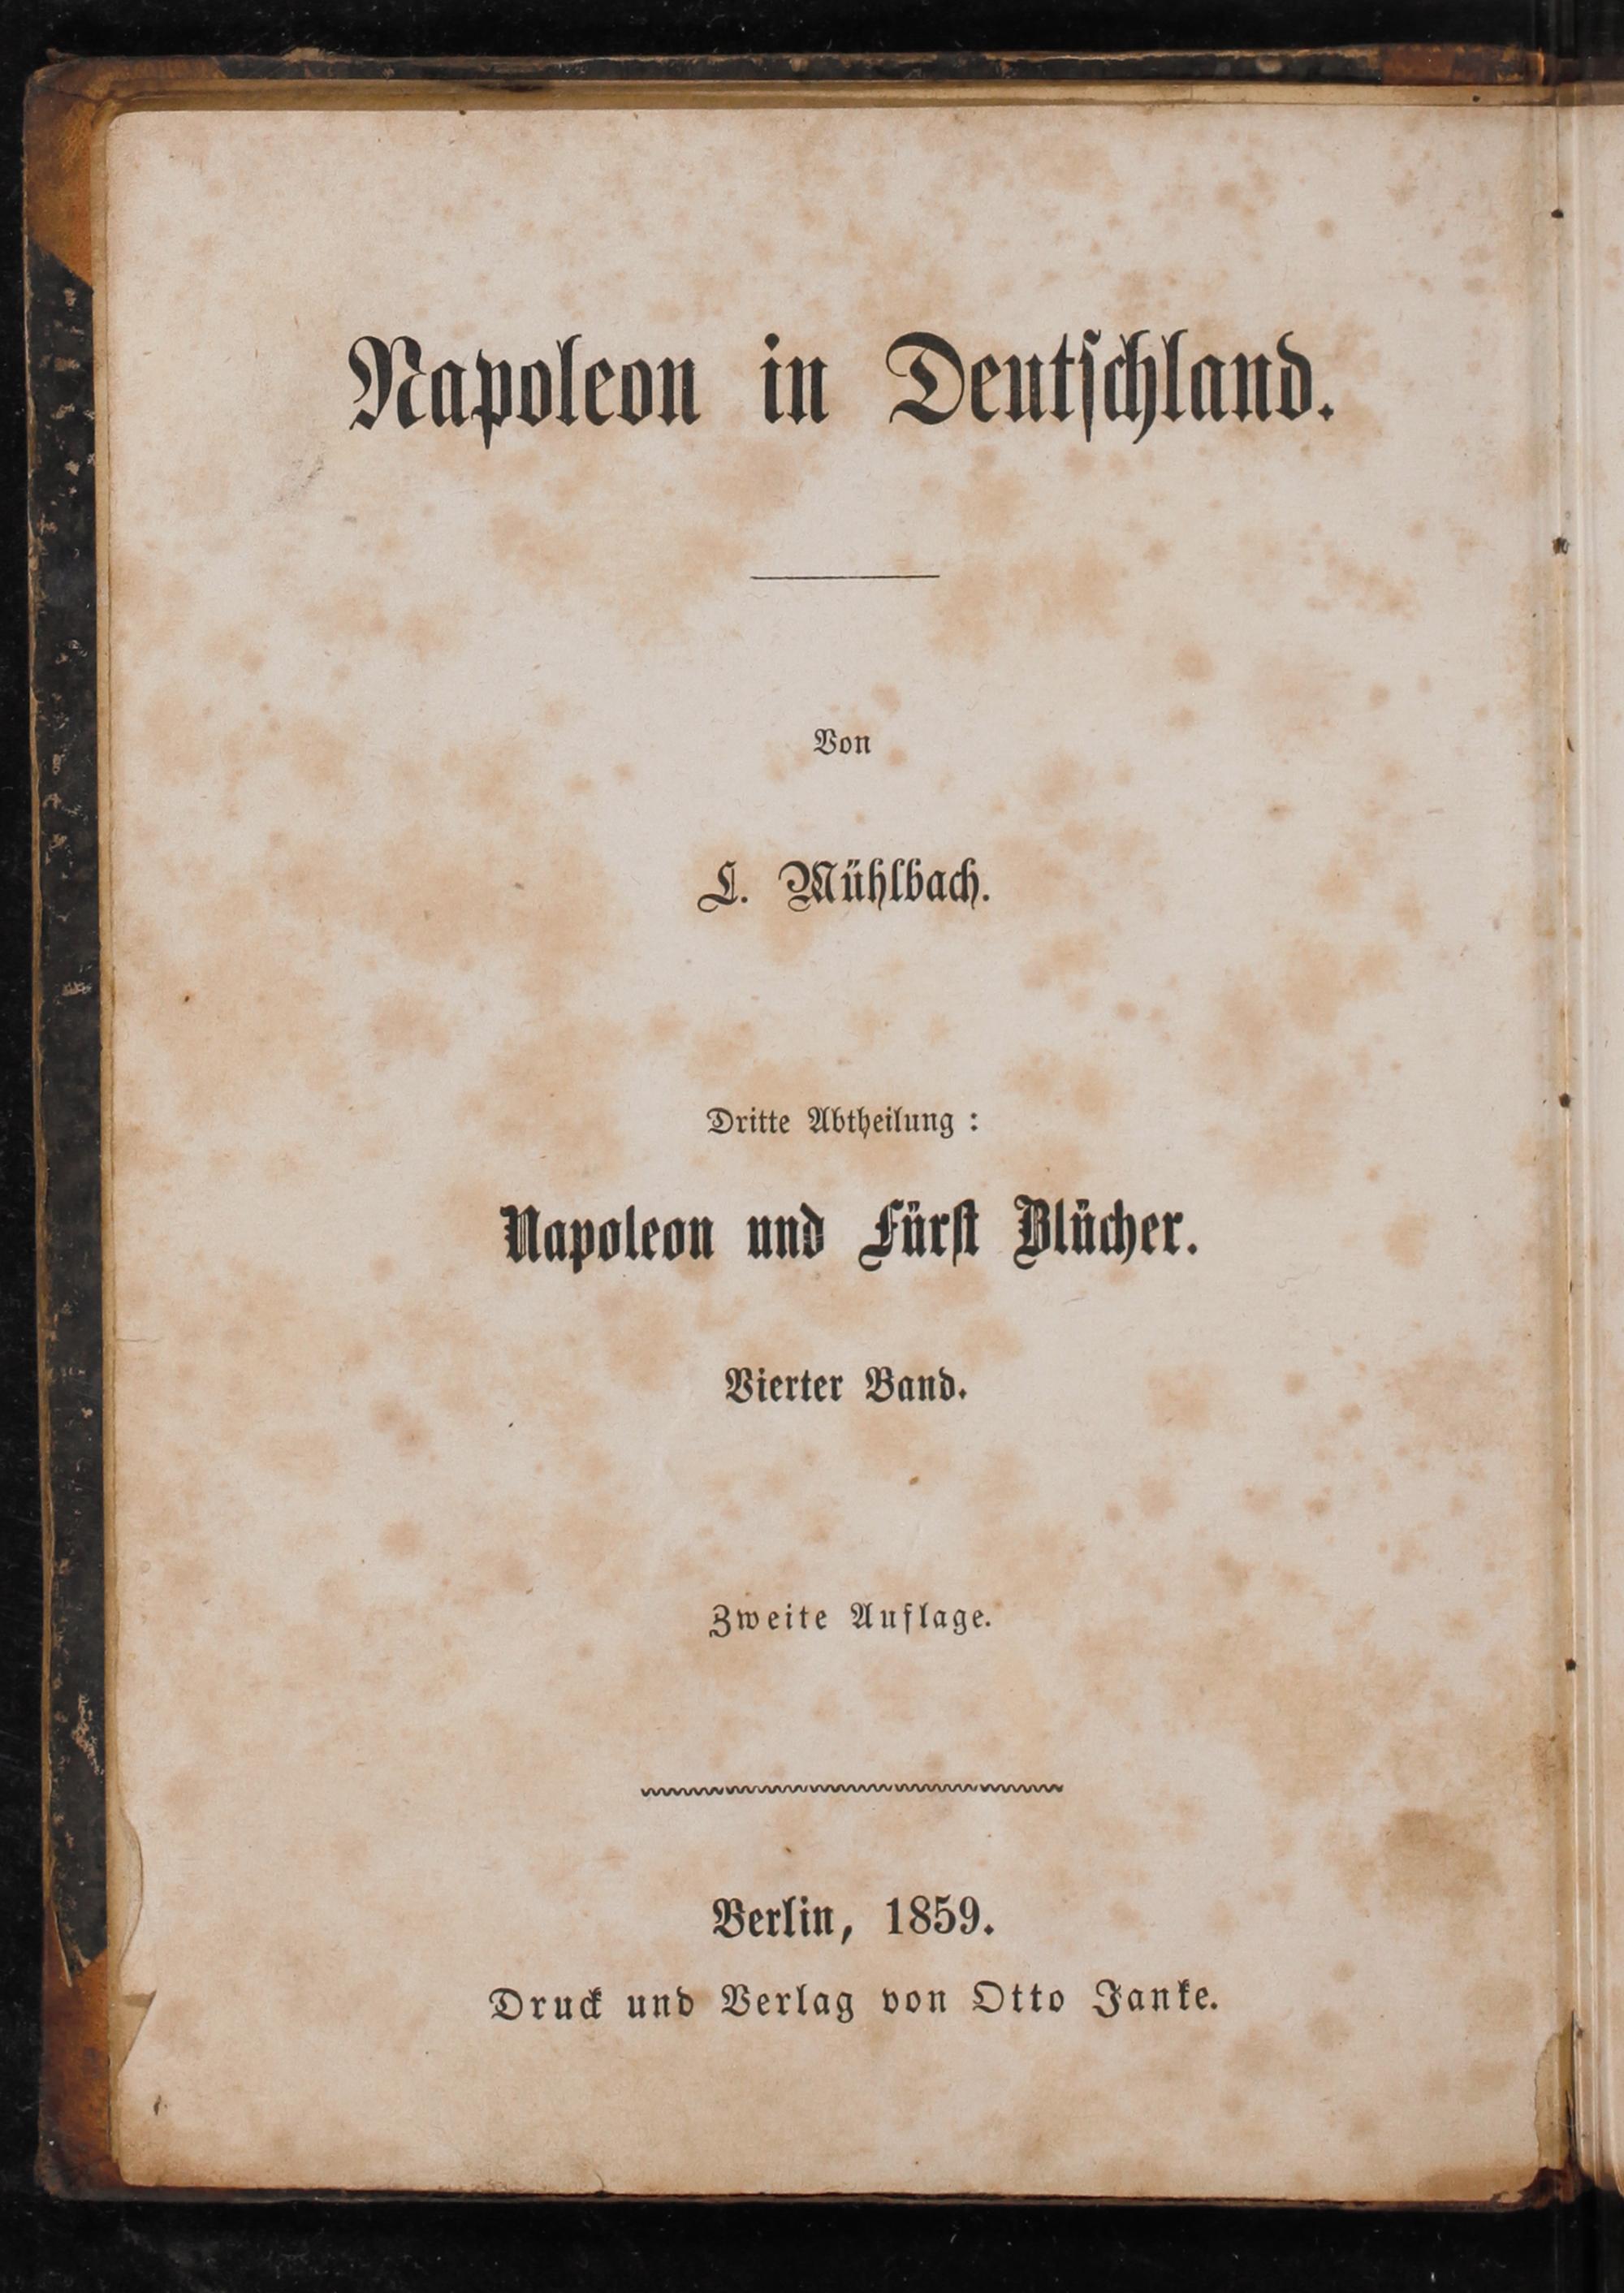 Napoleon in Deutschland.
Von
L. Mühlbach.
Dritte Abtheilung:
Napoleon und Fürst Blücher.
Vierter Band.
Zweite Auflage.
Berlin, 1859.
Druck und Verlag von Otto Janke.